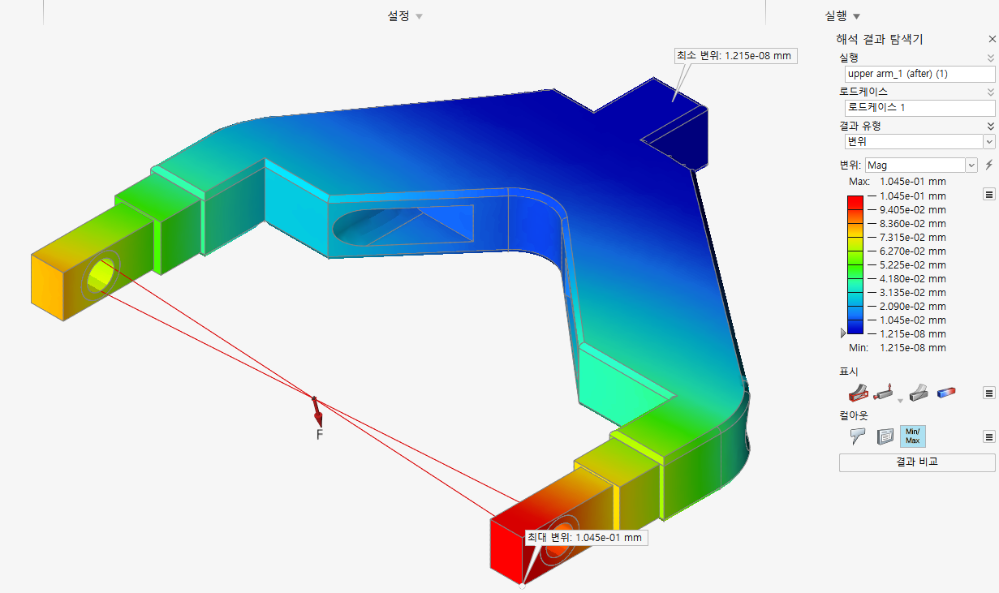 설정
실행
해석 결과 탐색기
실행
upper arm_1 (after) (1)
로드케이스
로드케이스 1
결과 유형
변위
변위: Mag
Max: 1.045e-01 mm
1.045e-01 mm
9.405e-02 mm
8.360e-02 mm
7.315e-02 mm
6.270e-02 mm
5.225e-02 mm
4.180e-02 mm
3.135e-02 mm
2.090e-02 mm
1.045e-02 mm
1.215e-08 mm
Min: 1.215e-08 mm
표시
컬아웃
Min/
Max
결과 비교
최소 변위: 1.215e-08 mm
F
최대 변위: 1.045e-01 mm